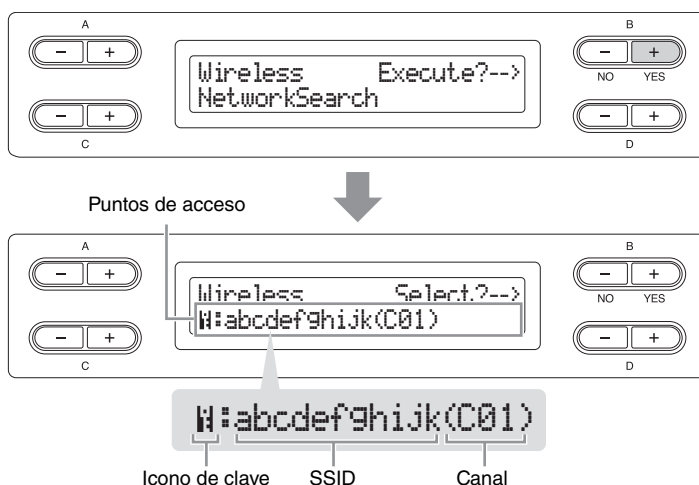 A
B
- +
- +
NO YES
Wireless Execute?-->
NetworkSearch
- +
- +
C
D
Puntos de acceso
A
B
- +
- +
NO YES
Wireless Select?-->
:abcdefghijk(C01)
- +
- +
C
D
:abcdefghijk(C01)
Icono de clave SSID Canal